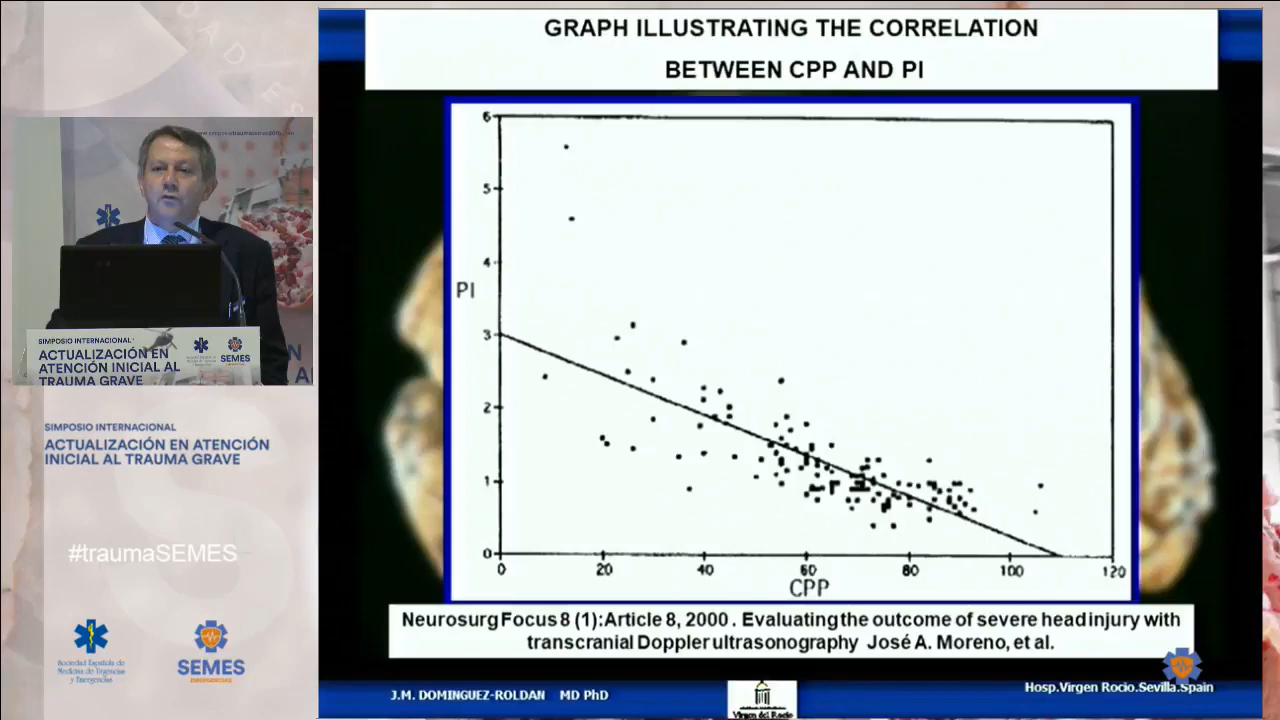 GRAPH ILLUSTRATING THE CORRELATION
BETWEEN CPP AND PI
6
5
4
PI
3
2
1
0
0 20 40 60 80 100 120
CPP
Neurosurg Focus 8 (1):Article 8, 2000 . Evaluating the outcome of severe head injury with
transcranial Doppler ultrasonography José A. Moreno, et al.
J.M. DOMINGUEZ-ROLDAN MD PhD
Virgen del Rocio
Hosp.Virgen Rocio.Sevilla.Spain
SIMPOSIO INTERNACIONAL
ACTUALIZACIÓN EN
ATENCIÓN INICIAL AL
TRAUMA GRAVE
SEMES
SIMPOSIO INTERNACIONAL
ACTUALIZACIÓN EN ATENCIÓN
INICIAL AL TRAUMA GRAVE
#traumaSEMES
Sociedad Española de
Medicina de Urgencias
y Emergencias
SEMES
EMERGENCIAS